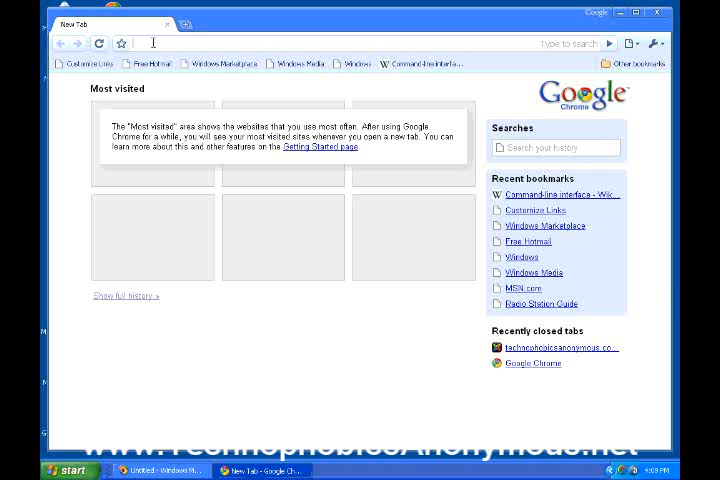 Google
New Tab
Type to search
Customize Links Free Hotmail Windows Marketplace Windows Media Windows Command-line interfa... Other bookmarks
Most visited
The "Most visited" area shows the websites that you use most often. After using Google
Chrome for a while, you will see your most visited sites whenever you open a new tab. You can
learn more about this and other features on the Getting Started page.
Show full history »
Google™
Chrome
Searches
Search your history
Recent bookmarks
Command-line interface - Wik...
Customize Links
Windows Marketplace
Free Hotmail
Windows
Windows Media
MSN.com
Radio Station Guide
Recently closed tabs
technophobicsanonymous.co...
Google Chrome
www.TechnophobicsAnonymous.net
start Untitled - Windows M... New Tab - Google Ch... 4:09 PM